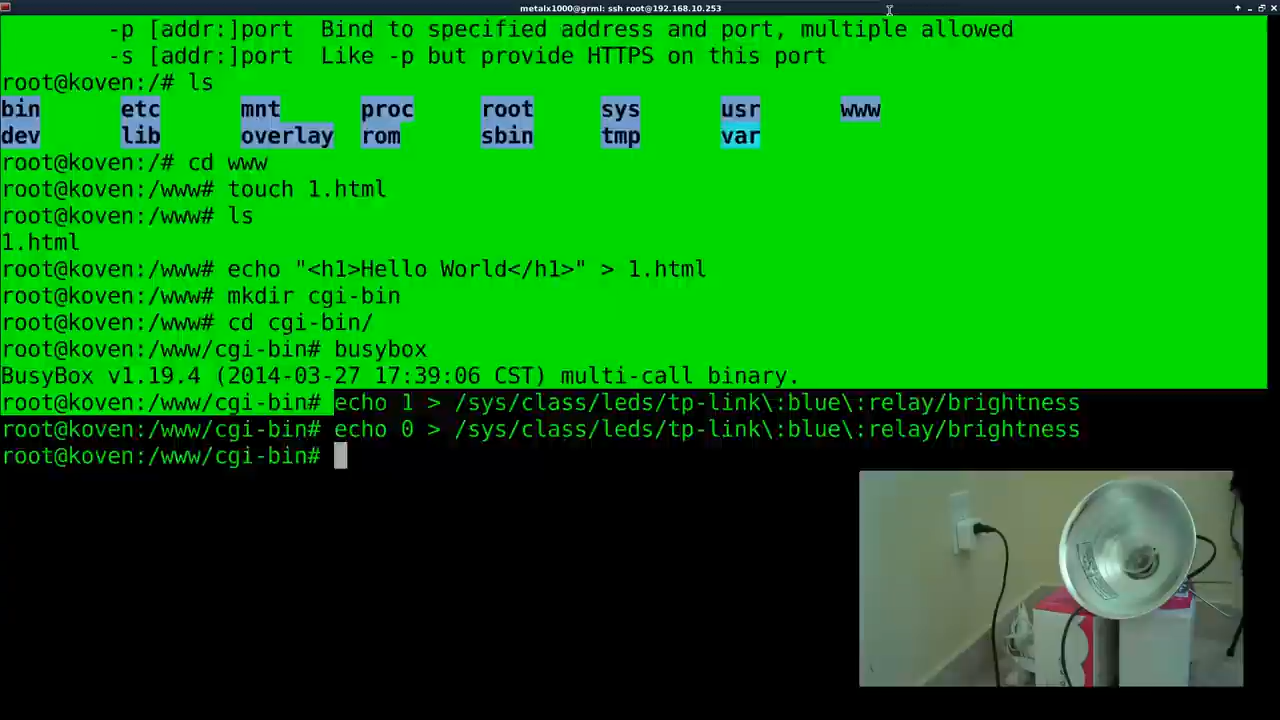 metalx1000@grml: ssh root@192.168.10.253
-p [addr:]port  Bind to specified address and port, multiple allowed
-s [addr:]port  Like -p but provide HTTPS on this port
root@koven:/# ls
bin      etc      mnt      proc     root     sys      usr      www
dev      lib      overlay  rom      sbin     tmp      var
root@koven:/# cd www
root@koven:/www# touch 1.html
root@koven:/www# ls
1.html
root@koven:/www# echo "<h1>Hello World</h1>" > 1.html
root@koven:/www# mkdir cgi-bin
root@koven:/www# cd cgi-bin/
root@koven:/www/cgi-bin# busybox
BusyBox v1.19.4 (2014-03-27 17:39:06 CST) multi-call binary.
root@koven:/www/cgi-bin# echo 1 > /sys/class/leds/tp-link\:blue\:relay/brightness
root@koven:/www/cgi-bin# echo 0 > /sys/class/leds/tp-link\:blue\:relay/brightness
root@koven:/www/cgi-bin#